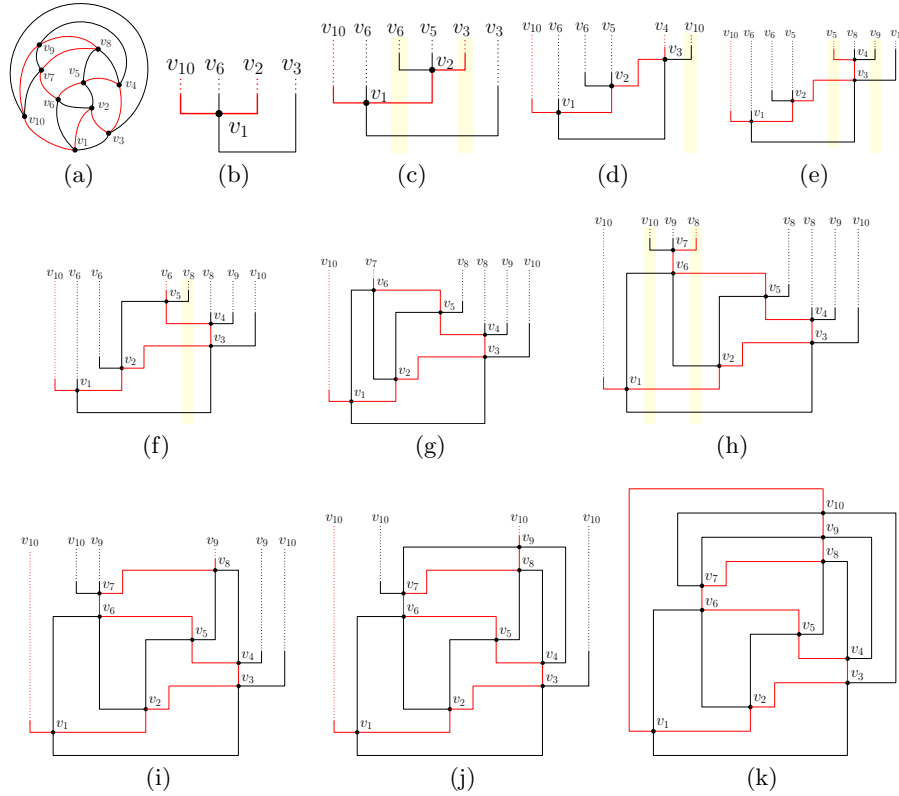 v9
v8
v7
v5
v4
v6
v2
v10
v3
v1
(a)
v10 v6 v2 v3
v1
(b)
v10 v6 v6 v5 v3 v3
v2
v1
(c)
v10 v6 v6 v5 v4 v10
v3
v2
v1
(d)
v10 v6 v6 v5 v5 v8 v9
v4
v3
v2
v1
(e)
v10 v6 v6 v6 v8 v8 v9 v10
v5
v4
v3
v2
v1
(f)
v10 v7 v8 v8 v9 v10
v6
v5
v4
v3
v2
v1
(g)
v10 v10 v9 v8 v8 v8 v9 v10
v7
v6
v5
v4
v3
v2
v1
(h)
v10 v10 v9 v9 v9 v10
v8
v7
v6
v5
v4
v3
v2
v1
(i)
v10 v10 v10 v10
v9
v8
v7
v6
v5
v4
v3
v2
v1
(j)
v10
v9
v8
v7
v6
v5
v4
v3
v2
v1
(k)